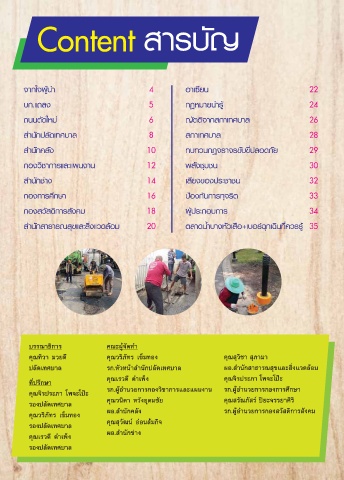 Content สารบัญ
จากใจผู้นำ 4
บก.แถลง 5
ถนนตัวใหม่ 6
สำนักปลัดเทศบาล 8
สำนักคลัง 10
กองวิชาการและแผนงาน 12
สำนักช่าง 14
กองการศึกษา 16
กองสวัสดิการสังคม 18
สำนักสาธารณสุขและสิ่งแวดล้อม 20
อาเซียน 22
กฎหมายน่ารู้ 24
ญัตติจากสภาเทศบาล 26
สภาเทศบาล 28
ทบทวนกฎจราจรขับขี่ปลอดภัย 29
พลังชุมชน 30
เสียงของประชาชน 32
ป้องกันการทุจริต 33
ผู้ประกอบการ 34
ตลาดน้ำบางหัวเสือ+เบอร์ฉุกเฉินที่ควรรู้ 35
บรรณาธิการ
คุณทิวา มวยดี
ปลัดเทศบาล
ที่ปรึกษา
คุณจีรประภา โพธะโป๊ะ
รองปลัดเทศบาล
คุณวริภัทร เข็มทอง
รองปลัดเทศบาล
คุณเรวดี ดำเพ็ง
รองปลัดเทศบาล
คณะผู้จัดทำ
คุณวริภัทร เข็มทอง
รก.หัวหน้าสำนักปลัดเทศบาล
คุณเรวดี ดำเพ็ง
รก.ผู้อำนวยการกองวิชาการและแผนงาน
คุณวนิดา หวังอุดมชัย
ผอ.สำนักคลัง
คุณสุวัฒน์ อ่อนสัมกิจ
ผอ.สำนักช่าง
คุณสุวิชา สุภามา
ผอ.สำนักสาธารณสุขและสิ่งแวดล้อม
คุณจีรประภา โพธะโป๊ะ
รก.ผู้อำนวยการกองการศึกษา
รก.ผู้อำนวยการกองสวัสดิการสังคม